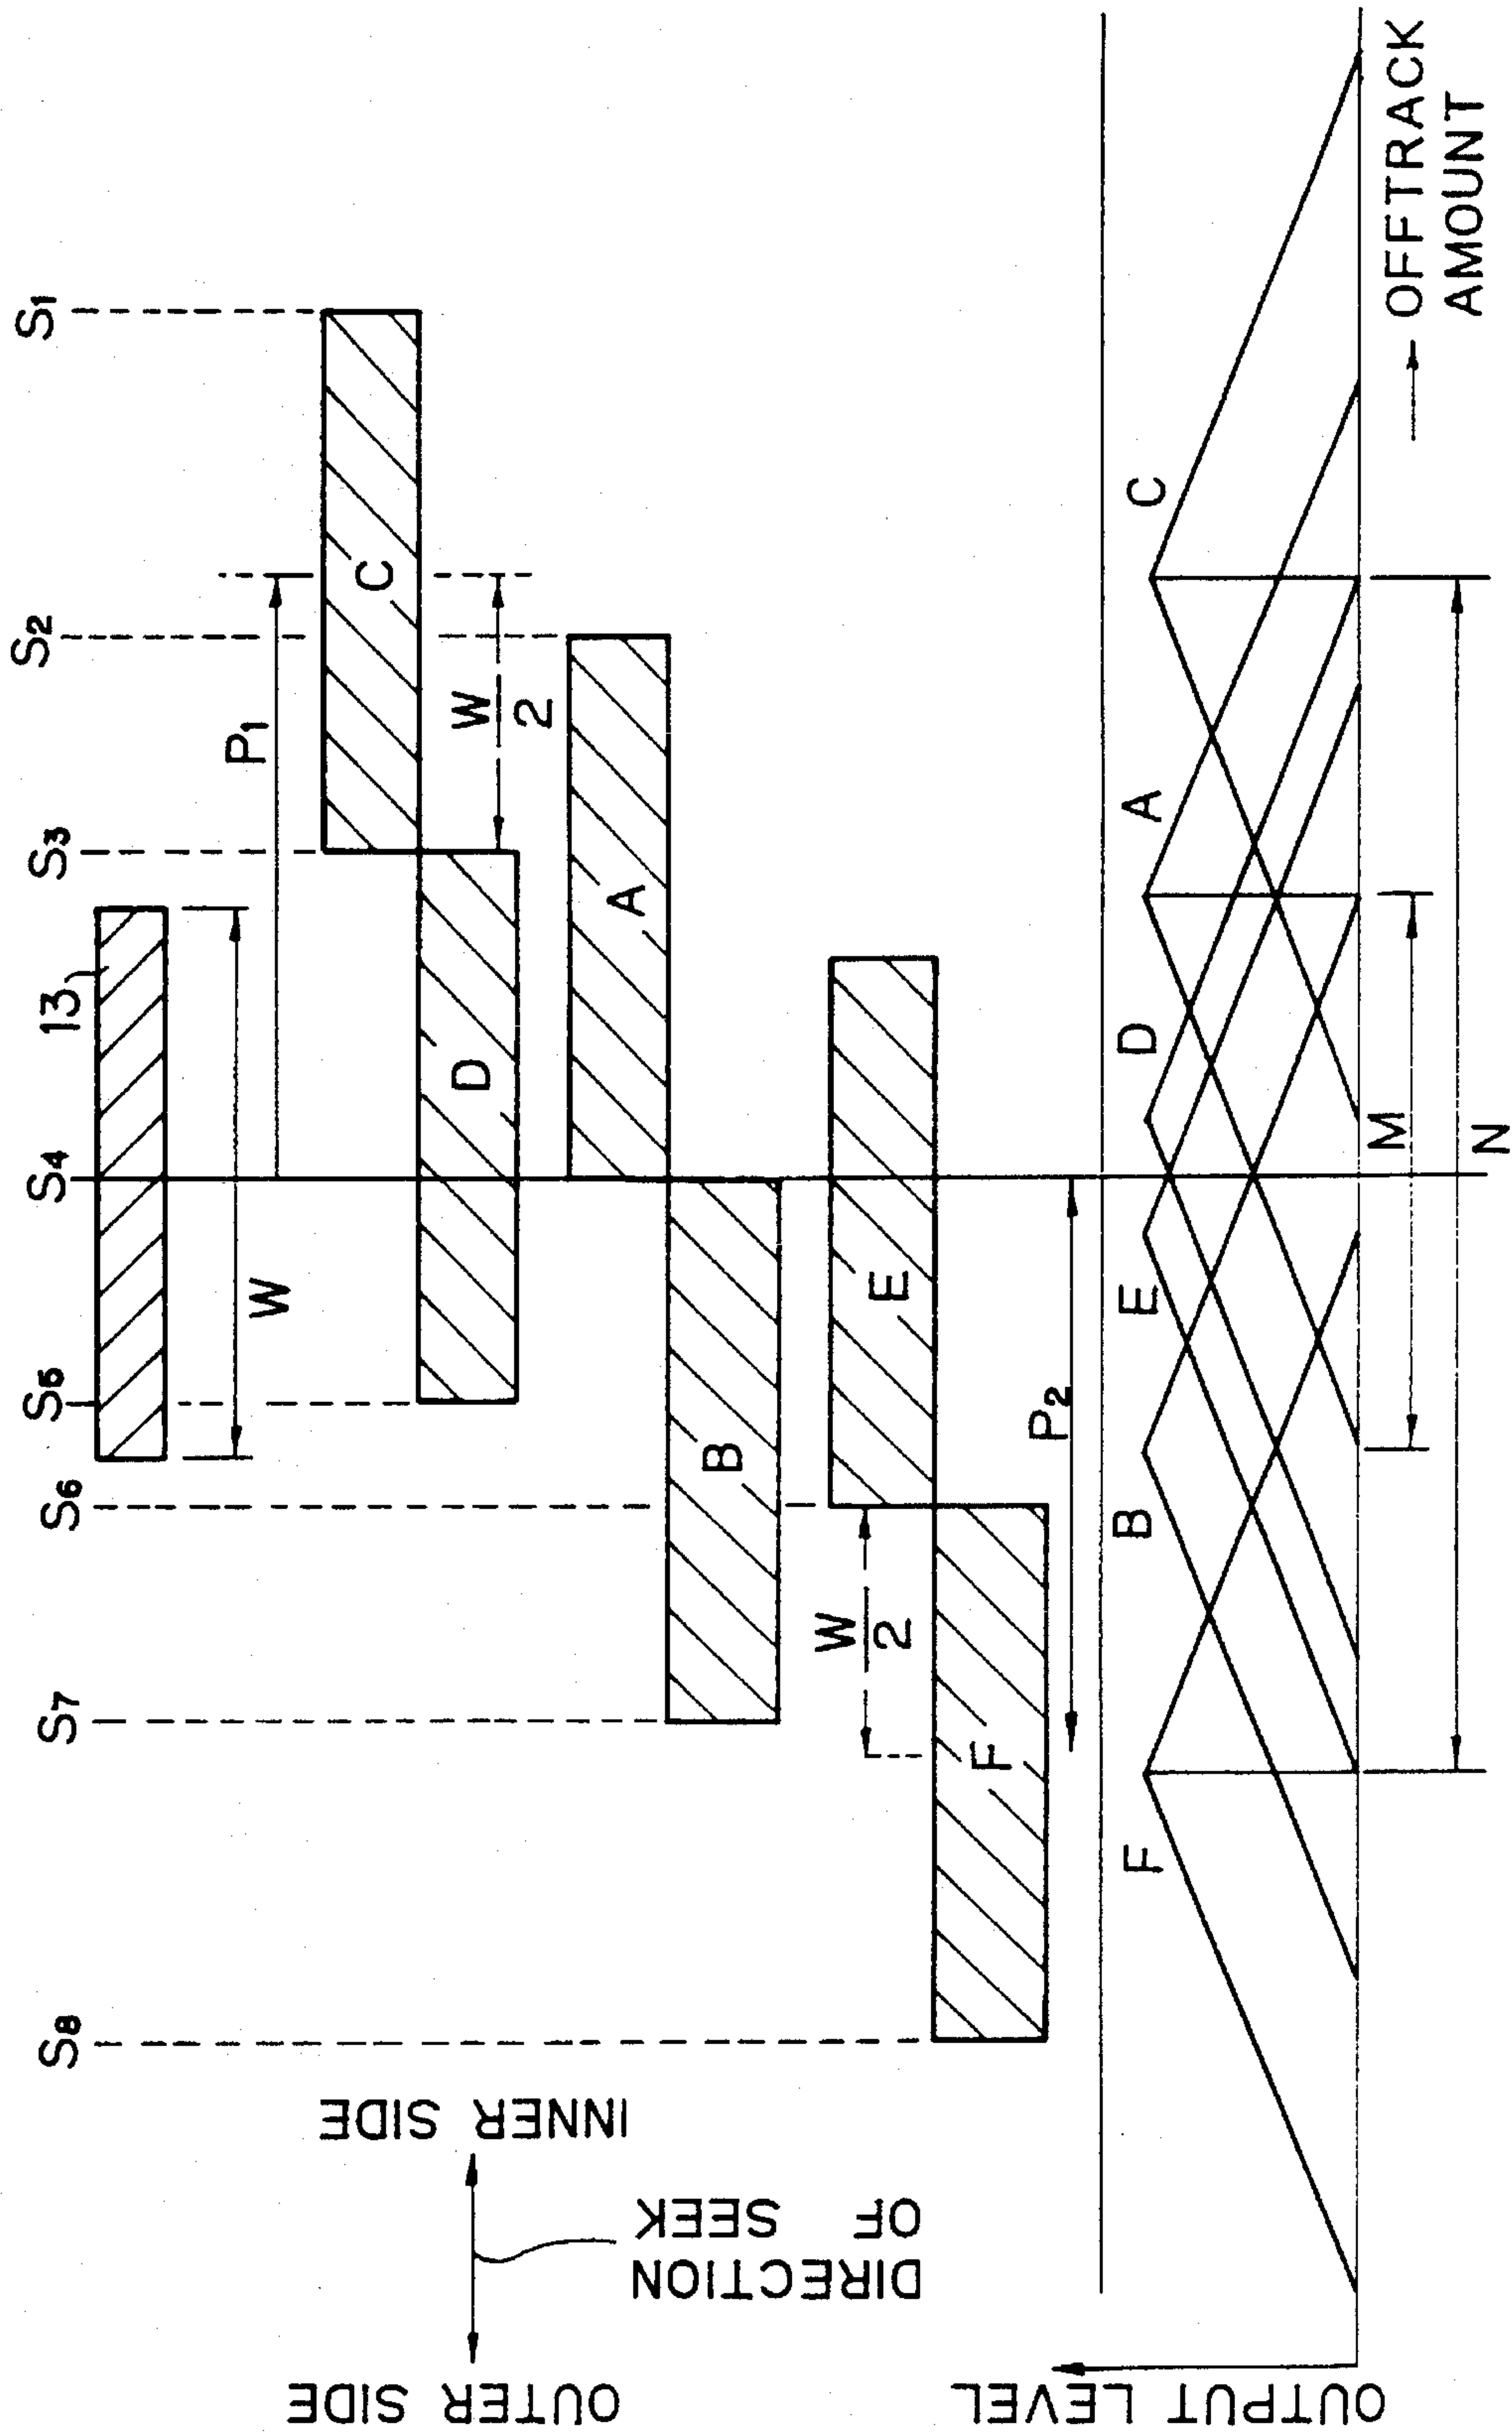 S8 S7 S6 S5 S4 S3 S2 S1
13
W
P1
C
D
W
2
A
B
E
W
2
F
P2
OUTER SIDE
INNER SIDE
DIRECTION
OF SEEK
OUTPUT LEVEL
F B E D A C
M
N
OFFTRACK
AMOUNT